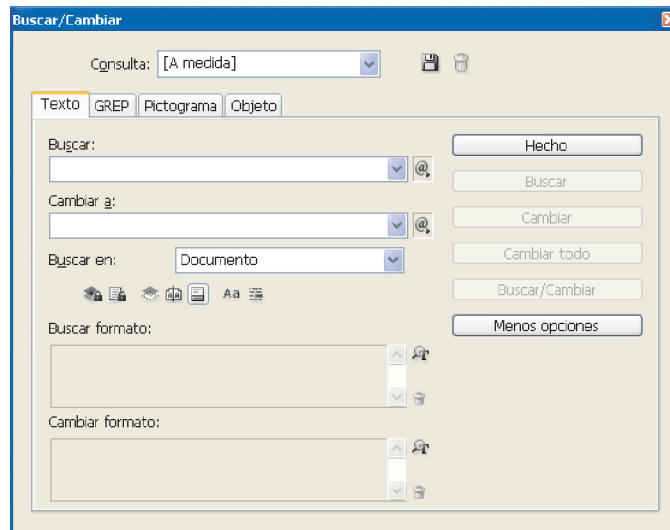 Buscar/Cambiar
Consulta: [A medida]
Texto GREP Pictograma Objeto
Buscar:
Hecho
@
Buscar
Cambiar a:
Cambiar
@
Buscar en: Documento
Cambiar todo
Aa
Buscar/Cambiar
Buscar formato:
Menos opciones
Cambiar formato: